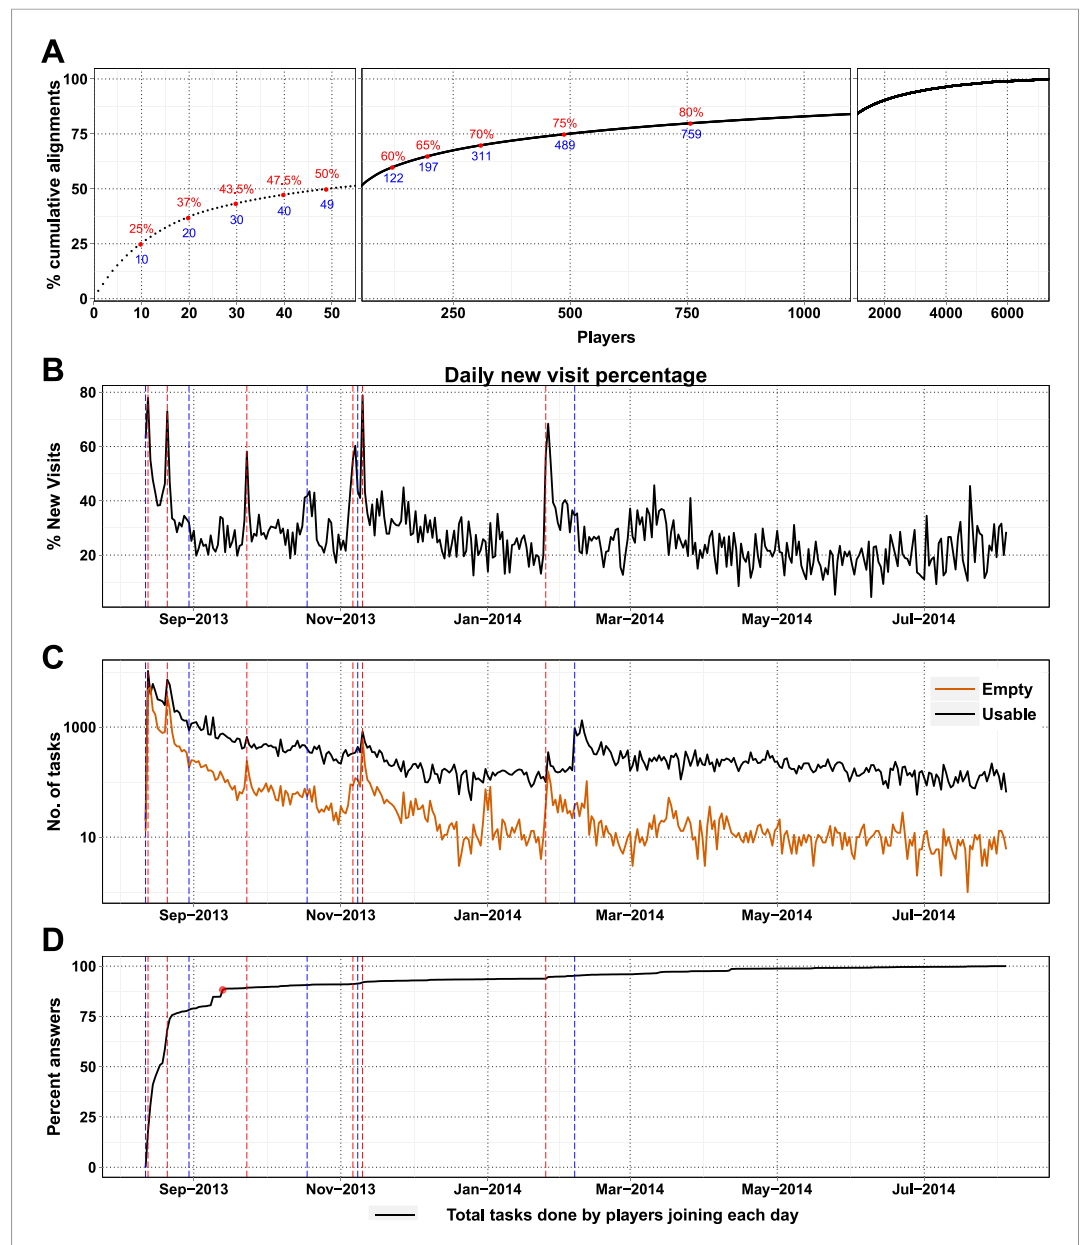 A
% cumulative alignments
100
75
50
25
0
25%
37%
43.5%
47.5%
50%
60%
65%
70%
75%
80%
10
20
30
40
49
122
197
311
489
759
0 10 20 30 40 50 250 500 750 1000 2000 4000 6000
Players
B
Daily new visit percentage
% New Visits
80
60
40
20
Sep−2013 Nov−2013 Jan−2014 Mar−2014 May−2014 Jul−2014
C
No. of tasks
1000
10
Empty
Usable
Sep−2013 Nov−2013 Jan−2014 Mar−2014 May−2014 Jul−2014
D
Percent answers
100
75
50
25
0
Sep−2013 Nov−2013 Jan−2014 Mar−2014 May−2014 Jul−2014
Total tasks done by players joining each day